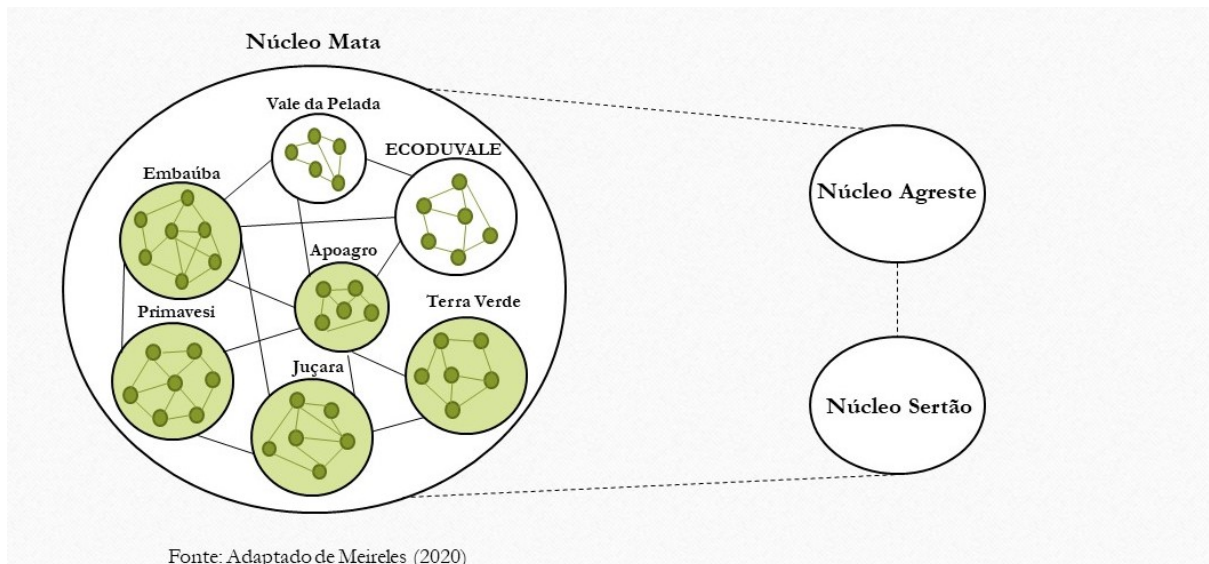 Núcleo Mata
Vale da Pelada
ECODUVALE
Embaúba
Núcleo Agreste
Apoagro
Terra Verde
Primavesi
Juçara
Núcleo Sertão
Fonte: Adaptado de Meireles (2020)